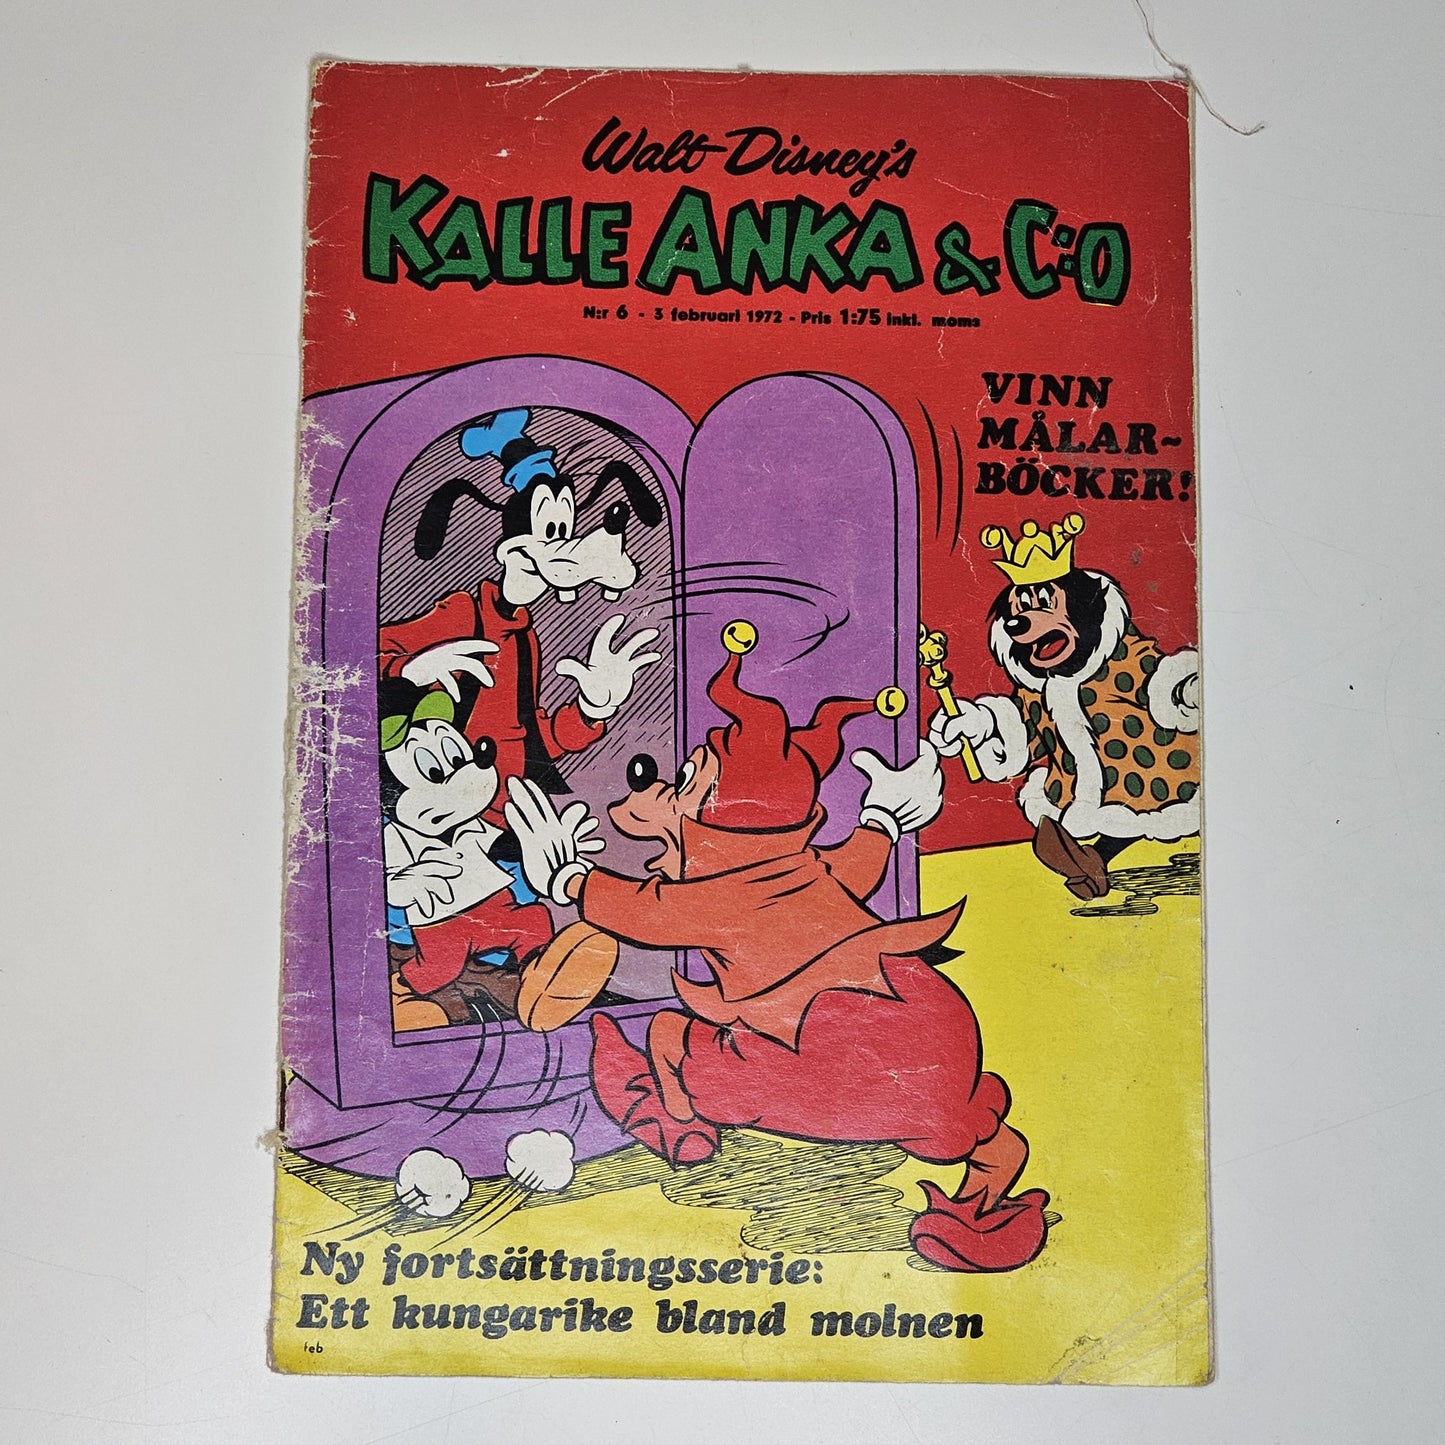 Walt Disney's
KALLE ANKA & C:O
N:r 6 - 3 februari 1972 - Pris 1:75 inkl. moms
VINN
MÅLAR-
BÖCKER!
Ny fortsättningsserie:
Ett kungarike bland molnen
feb